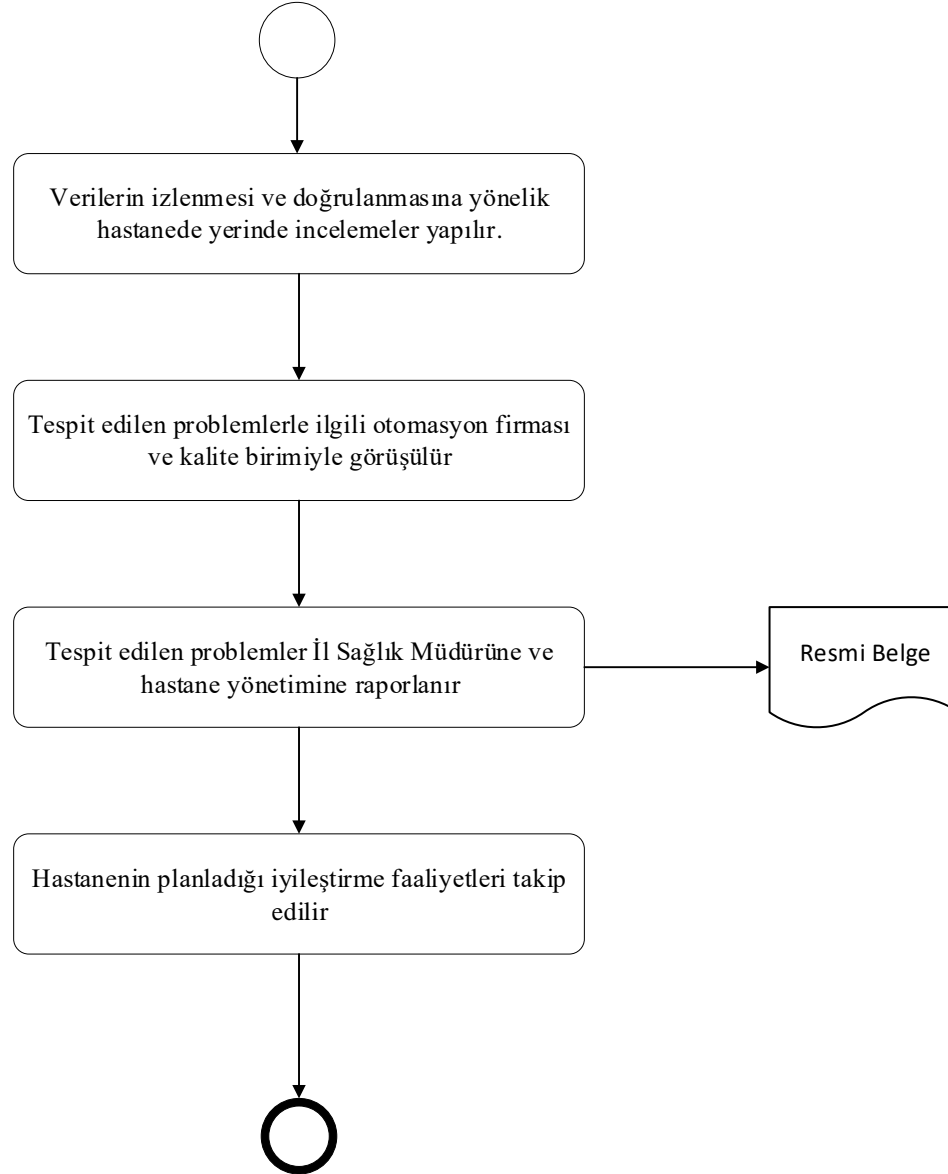 Verilerin izlenmesi ve doğrulanmasına yönelik
hastanede yerinde incelemeler yapılır.
Tespit edilen problemlerle ilgili otomasyon firması
ve kalite birimiyle görüşülür
Tespit edilen problemler İl Sağlık Müdürüne ve
hastane yönetimine raporlanır
Resmi Belge
Hastanenin planladığı iyileştirme faaliyetleri takip
edilir